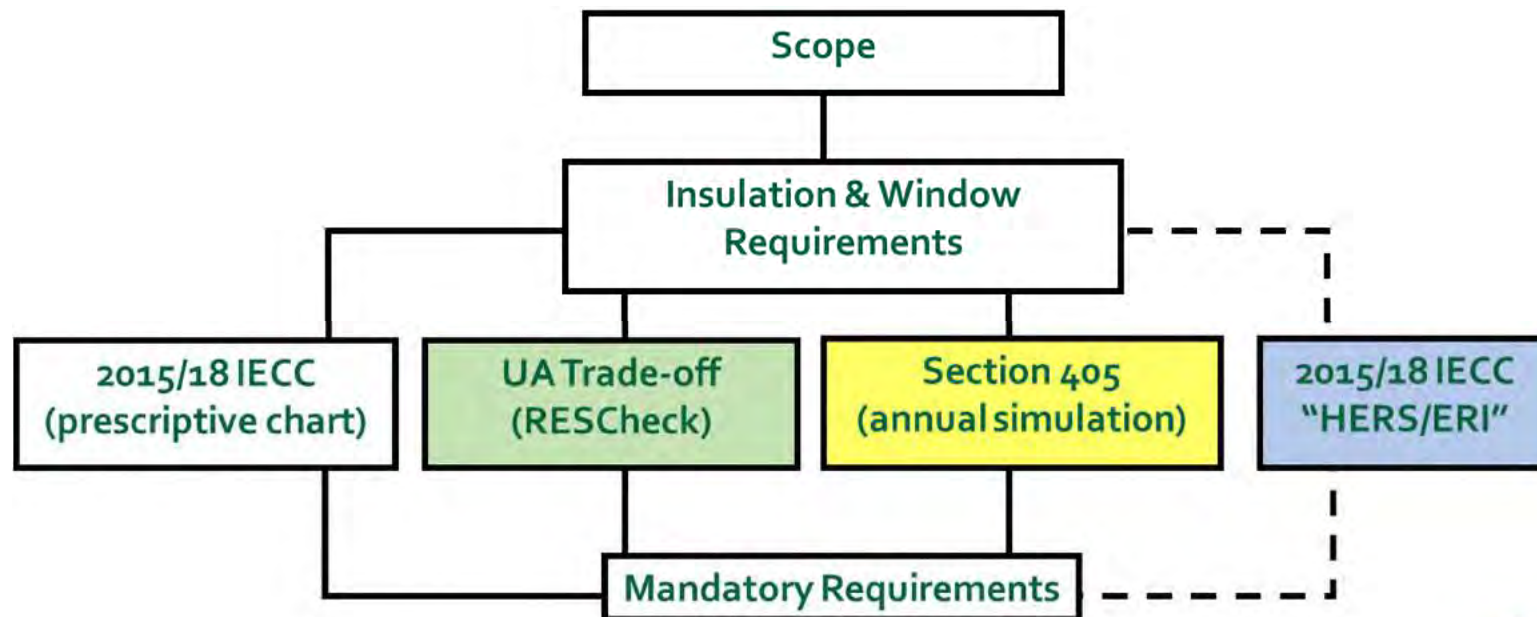 Scope
Insulation & Window
Requirements
2015/18 IECC
(prescriptive chart)
UA Trade-off
(RESCheck)
Section 405
(annual simulation)
2015/18 IECC
“HERS/ERI”
Mandatory Requirements